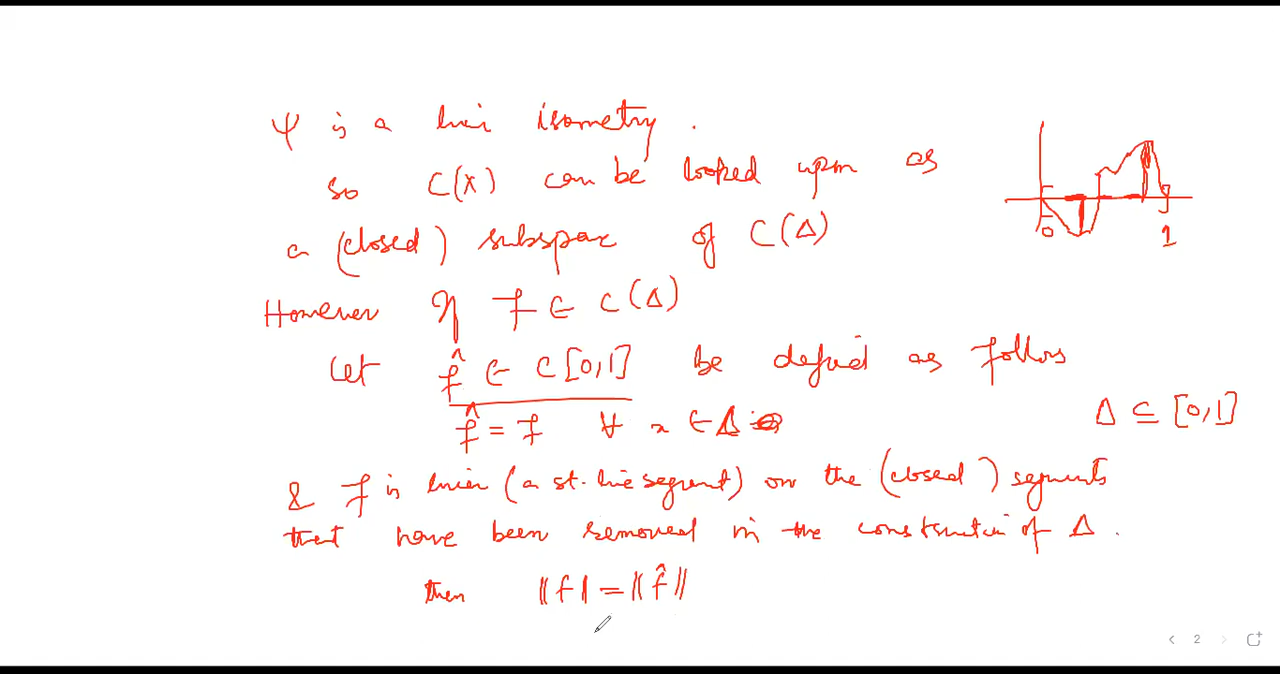 ψ is a linear isometry.
so C(X) can be looked upon as
a (closed) subspace of C(Δ)
However if f ∈ C(Δ)
Let f̂ ∈ C[0,1] be defined as follows
f̂ = f ∀ x ∈ Δ
Δ ⊆ [0,1]
& f is linear (a st. line segment) on the (closed) segments
that have been removed in the construction of Δ.
then ||f|| = ||f̂||
0 1
2